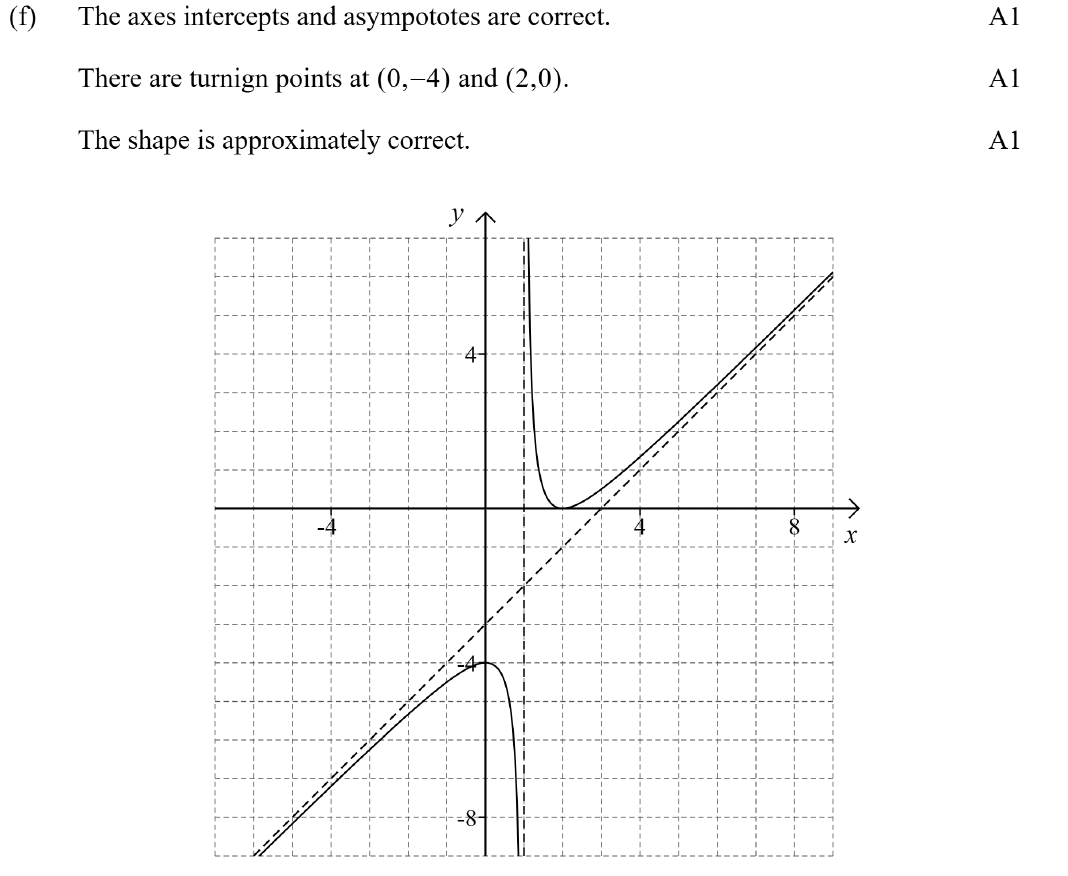 (f) The axes intercepts and asympototes are correct. A1
There are turnign points at (0,−4) and (2,0). A1
The shape is approximately correct. A1
y
4
-4 4 8
x
-4
-8